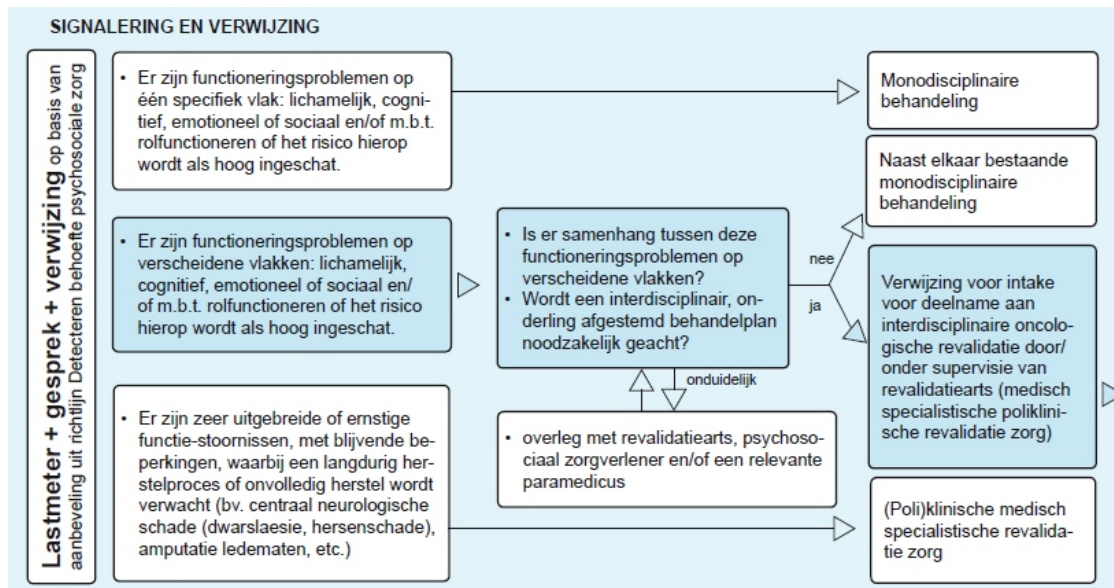 SIGNALERING EN VERWIJZING
Lastmeter + gesprek + verwijzing op basis van
aanbeveling uit richtlijn Detecteren behoefte psychosociale zorg
• Er zijn functioneringsproblemen op
één specifiek vlak: lichamelijk, cogni-
tief, emotioneel of sociaal en/of m.b.t.
rolfunctioneren of het risico hierop
wordt als hoog ingeschat.
Monodisciplinaire
behandeling
Naast elkaar bestaande
monodisciplinaire
behandeling
• Er zijn functioneringsproblemen op
verscheidene vlakken: lichamelijk,
cognitief, emotioneel of sociaal en/
of m.b.t. rolfunctioneren of het risico
hierop wordt als hoog ingeschat.
• Is er samenhang tussen deze
functioneringsproblemen op
verscheidene vlakken?
• Wordt een interdisciplinair, on-
derling afgestemd behandelplan
noodzakelijk geacht?
nee
ja
Verwijzing voor intake
voor deelname aan
interdisciplinaire oncolo-
gische revalidatie door/
onder supervisie van
revalidatiearts (medisch
specialistische poliklini-
sche revalidatie zorg)
onduidelijk
• overleg met revalidatiearts, psychoso-
ciaal zorgverlener en/of een relevante
paramedicus
• Er zijn zeer uitgebreide of ernstige
functie-stoornissen, met blijvende be-
perkingen, waarbij een langdurig her-
stelproces of onvolledig herstel wordt
verwacht (bv. centraal neurologische
schade (dwarslaesie, hersenschade),
amputatie ledematen, etc.)
(Poli)klinische medisch
specialistische revalida-
tie zorg